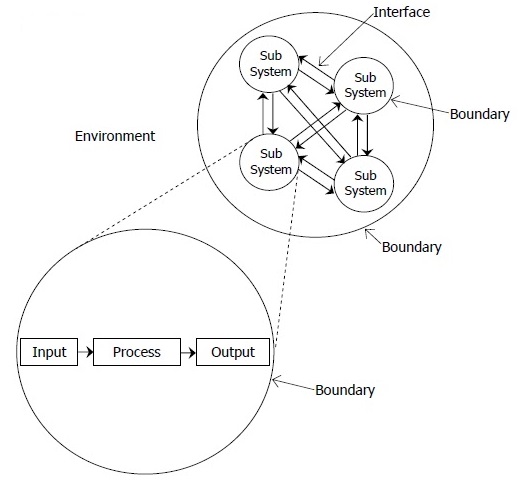 Interface
Sub
System
Sub
System
Boundary
Environment
Sub
System
Sub
System
Boundary
Input
Process
Output
Boundary